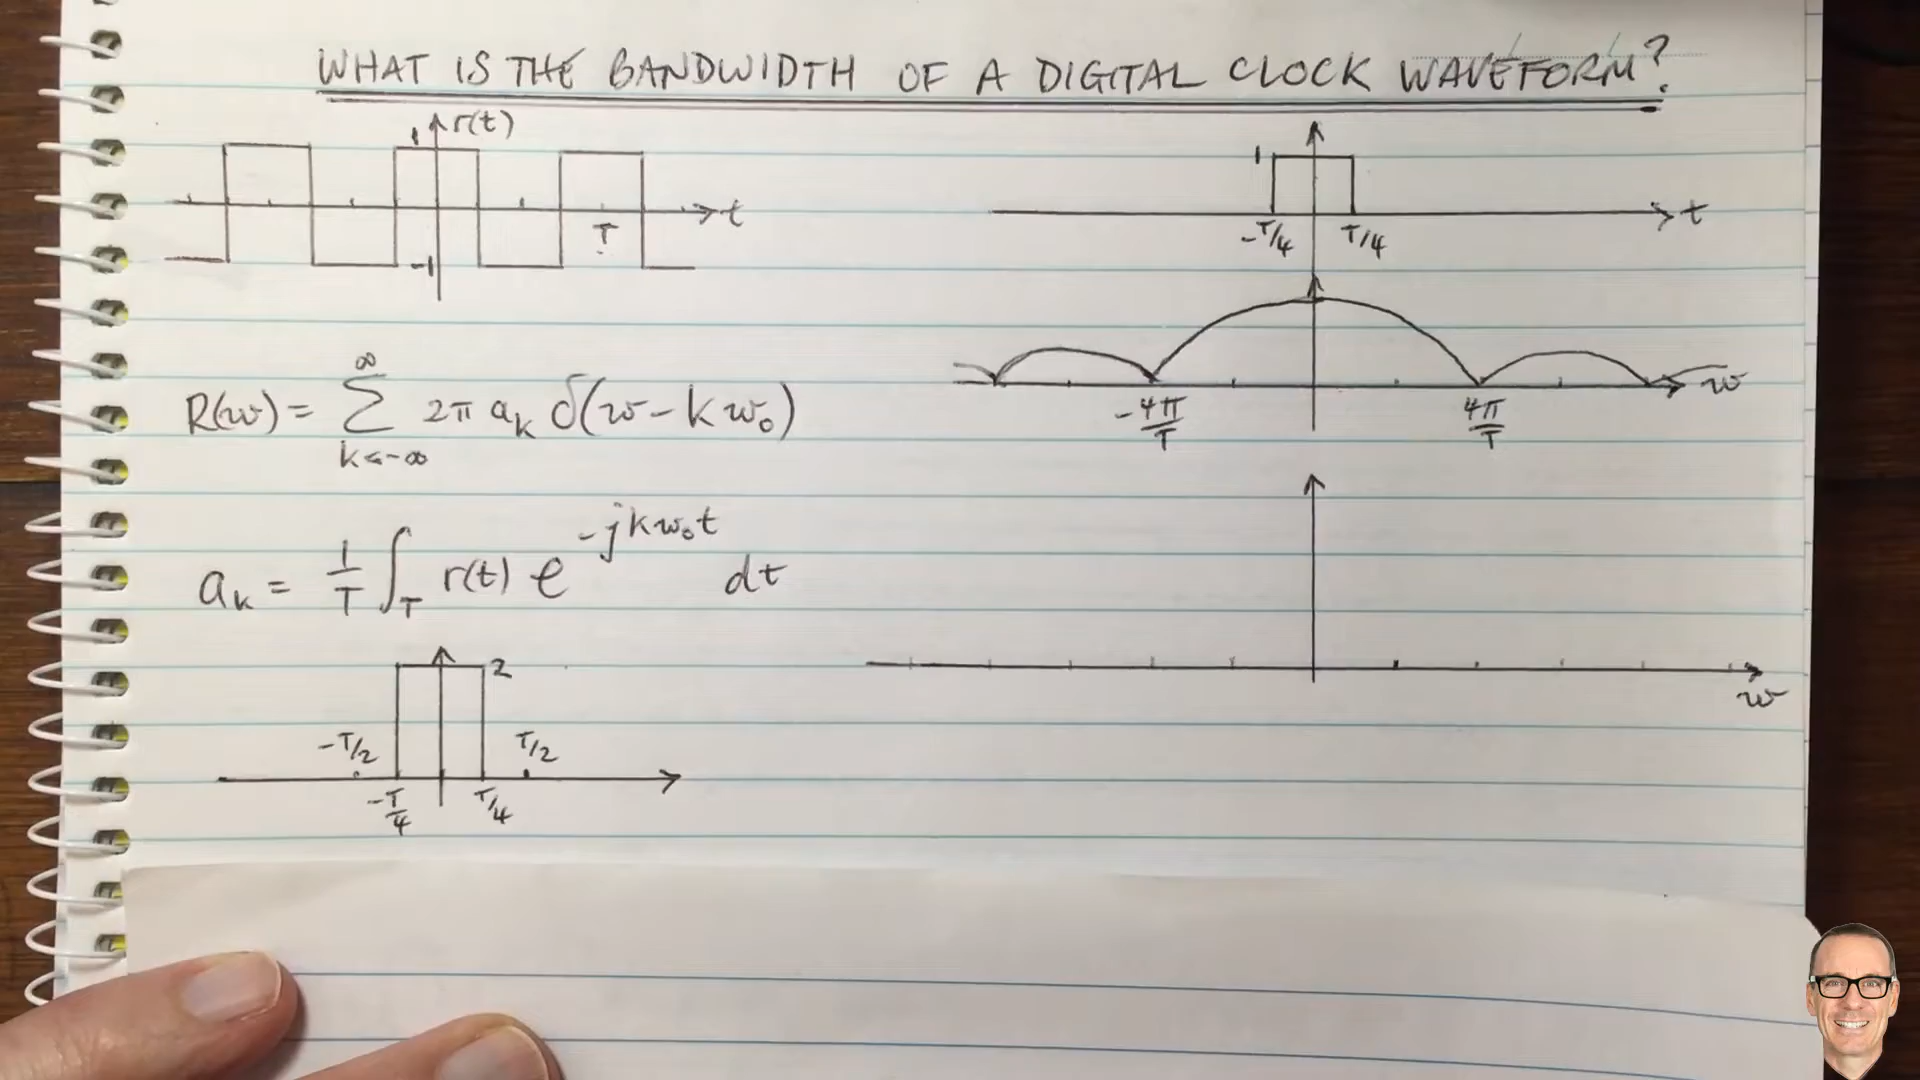 WHAT IS THE BANDWIDTH OF A DIGITAL CLOCK WAVEFORM?
1 r(t)
t
T
-1
R(w) = ∞ Σ k=-∞ 2π a_k δ(w - k w_0)
a_k = 1/T ∫_T r(t) e^{-jkw_0t} dt
2
-T/2 T/2
-T/4 T/4
1
t
-T/4 T/4
w
-4π/T 4π/T
w